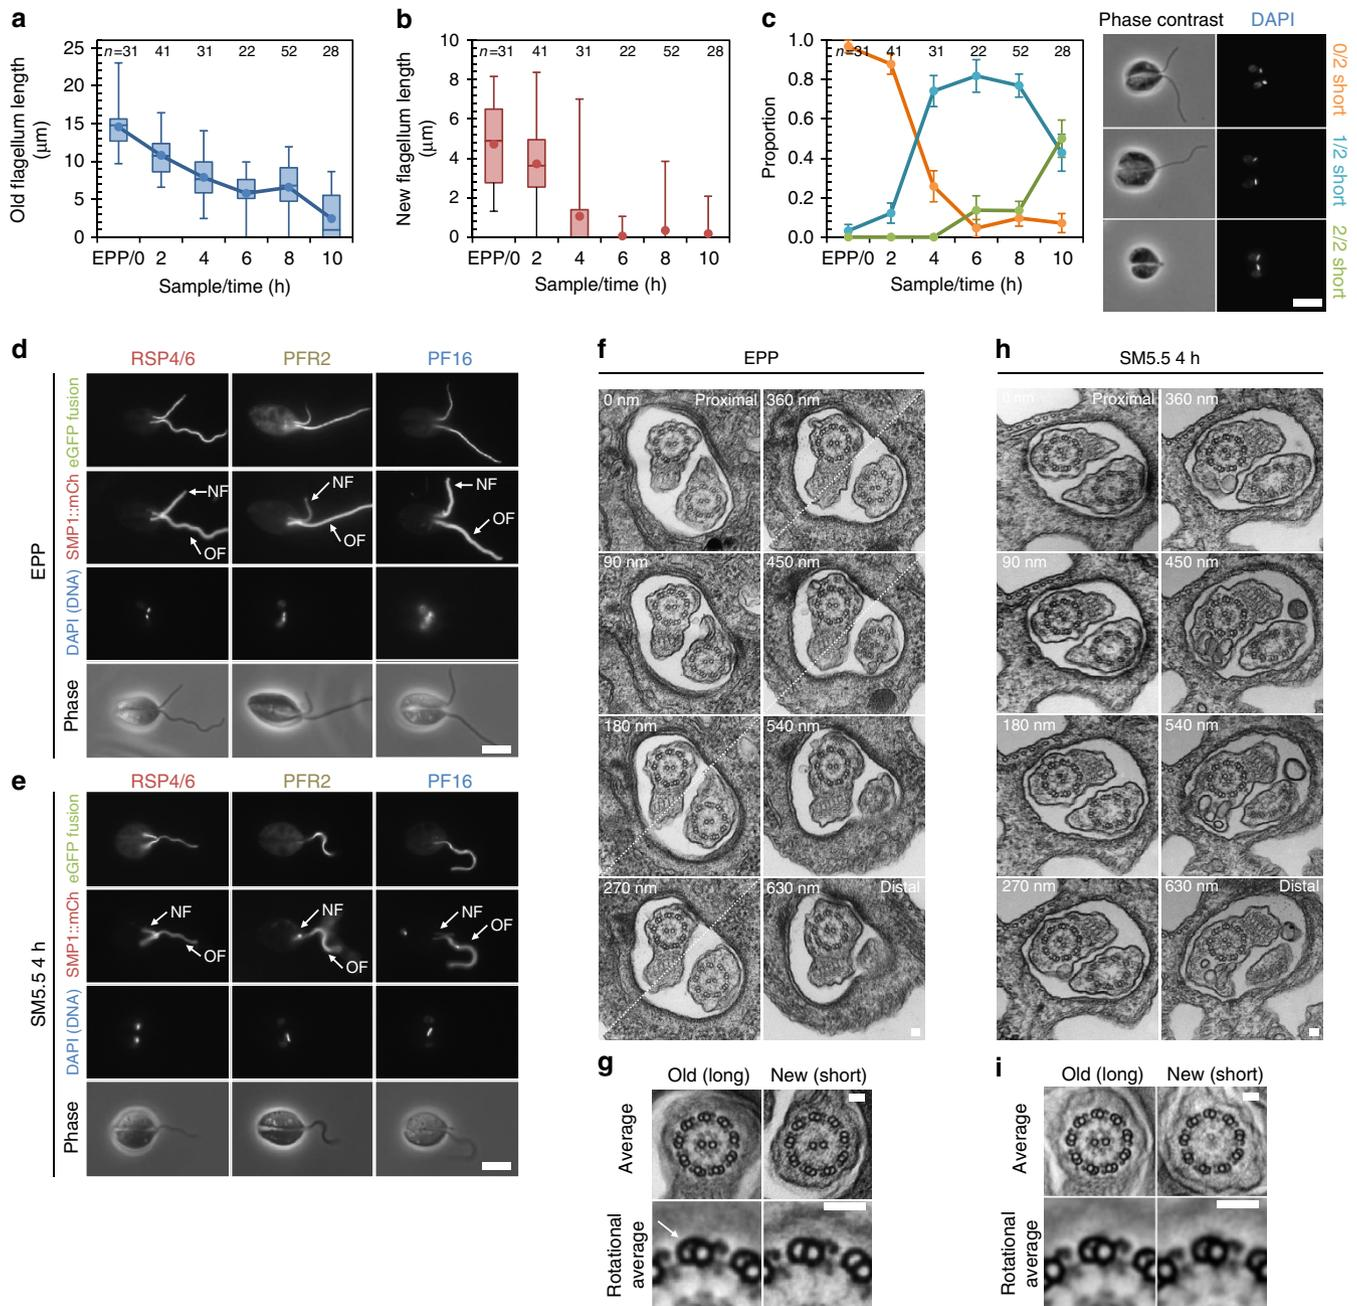 a
n=31 41 31 22 52 28
25
20
15
10
5
0
Old flagellum length
(µm)
EPP/0 2 4 6 8 10
Sample/time (h)
b
n=31 41 31 22 52 28
10
8
6
4
2
0
New flagellum length
(µm)
EPP/0 2 4 6 8 10
Sample/time (h)
c
n=31 41 31 22 52 28
1.0
0.8
0.6
0.4
0.2
0.0
Proportion
EPP/0 2 4 6 8 10
Sample/time (h)
Phase contrast DAPI
0/2 short
1/2 short
2/2 short
d
RSP4/6 PFR2 PF16
EPP
eGFP fusion
SMP1::mCh
NF
OF
NF
OF
NF
OF
DAPI (DNA)
Phase
e
RSP4/6 PFR2 PF16
SM5.5 4 h
eGFP fusion
SMP1::mCh
NF
OF
NF
OF
NF
OF
DAPI (DNA)
Phase
f
EPP
0 nm Proximal 360 nm
90 nm 450 nm
180 nm 540 nm
270 nm 630 nm Distal
g
Old (long) New (short)
Average
Rotational
average
h
SM5.5 4 h
0 nm Proximal 360 nm
90 nm 450 nm
180 nm 540 nm
270 nm 630 nm Distal
i
Old (long) New (short)
Average
Rotational
average